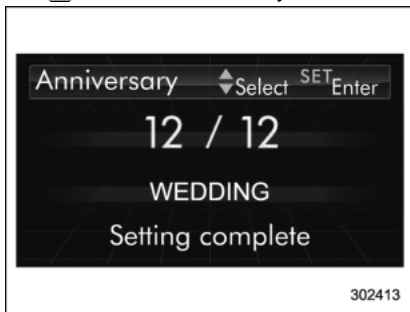 Anniversary Select SET Enter
12 / 12
WEDDING
Setting complete
302413